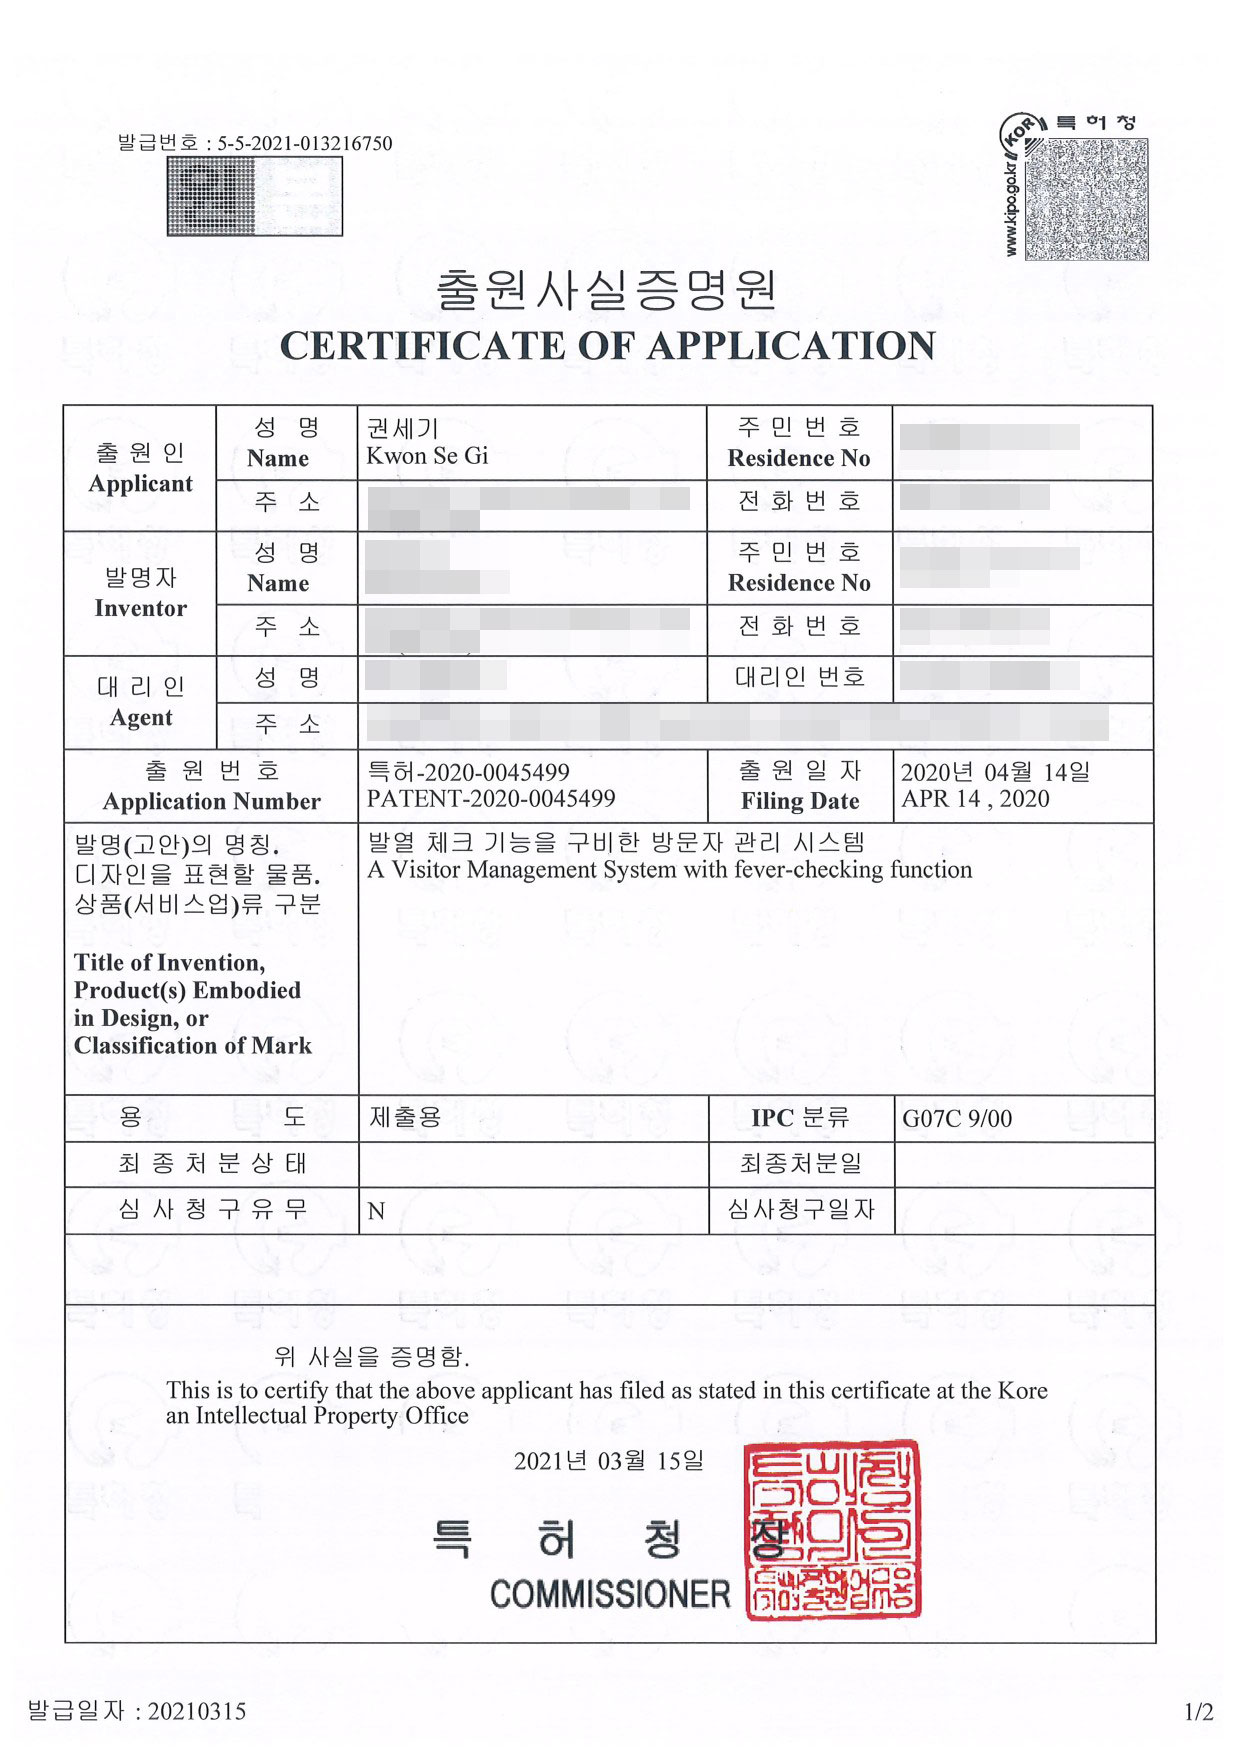 발급번호 : 5-5-2021-013216750
KOR 특허청
www.kipo.go.kr
출원사실증명원
CERTIFICATE OF APPLICATION
출 원 인
Applicant
성 명
Name
권세기
Kwon Se Gi
주 민 번 호
Residence No
주 소
전 화 번 호
발명자
Inventor
성 명
Name
주 민 번 호
Residence No
주 소
전 화 번 호
대 리 인
Agent
성 명
대리인 번호
주 소
출 원 번 호
Application Number
특허-2020-0045499
PATENT-2020-0045499
출 원 일 자
Filing Date
2020년 04월 14일
APR 14 , 2020
발명(고안)의 명칭.
디자인을 표현할 물품.
상품(서비스업)류 구분
Title of Invention,
Product(s) Embodied
in Design, or
Classification of Mark
발열 체크 기능을 구비한 방문자 관리 시스템
A Visitor Management System with fever-checking function
용 도
제출용
IPC 분류
G07C 9/00
최 종 처 분 상 태
최종처분일
심 사 청 구 유 무
N
심사청구일자
위 사실을 증명함.
This is to certify that the above applicant has filed as stated in this certificate at the Kore
an Intellectual Property Office
2021년 03월 15일
특 허 청 장
COMMISSIONER
발급일자 : 20210315
1/2